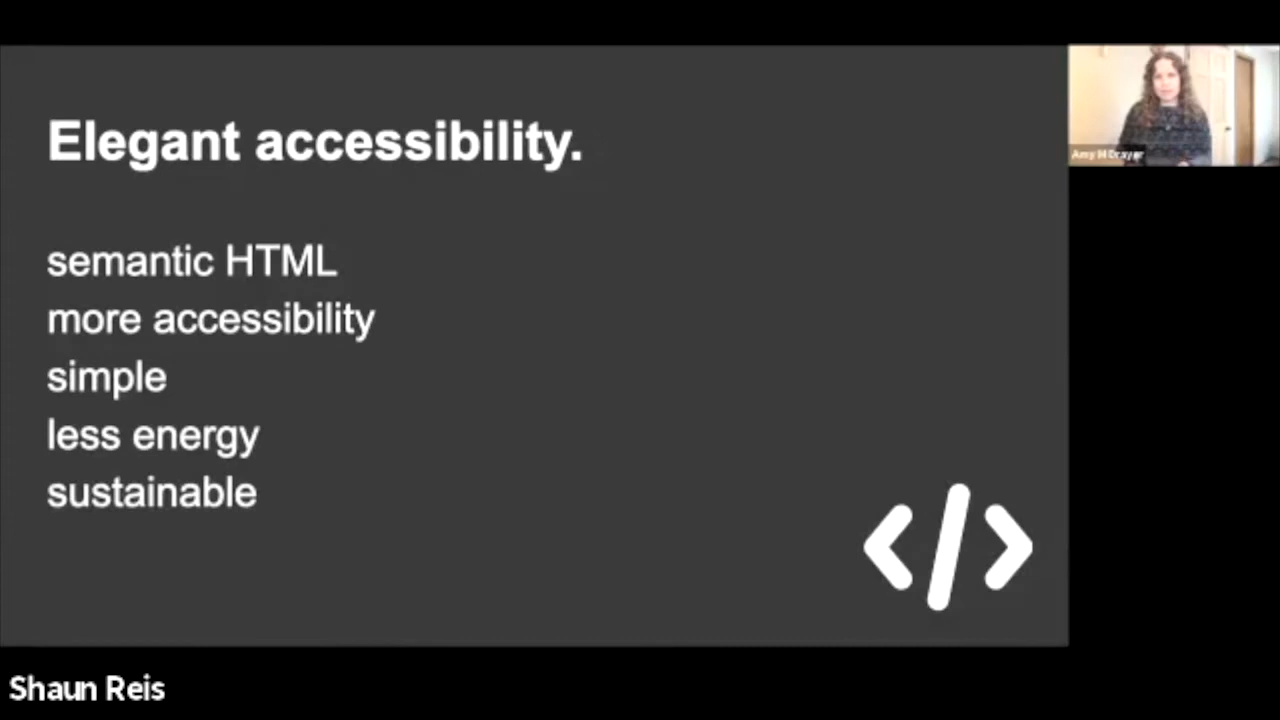 Elegant accessibility.
semantic HTML
more accessibility
simple
less energy
sustainable
</>
Amy M Drayer
Shaun Reis